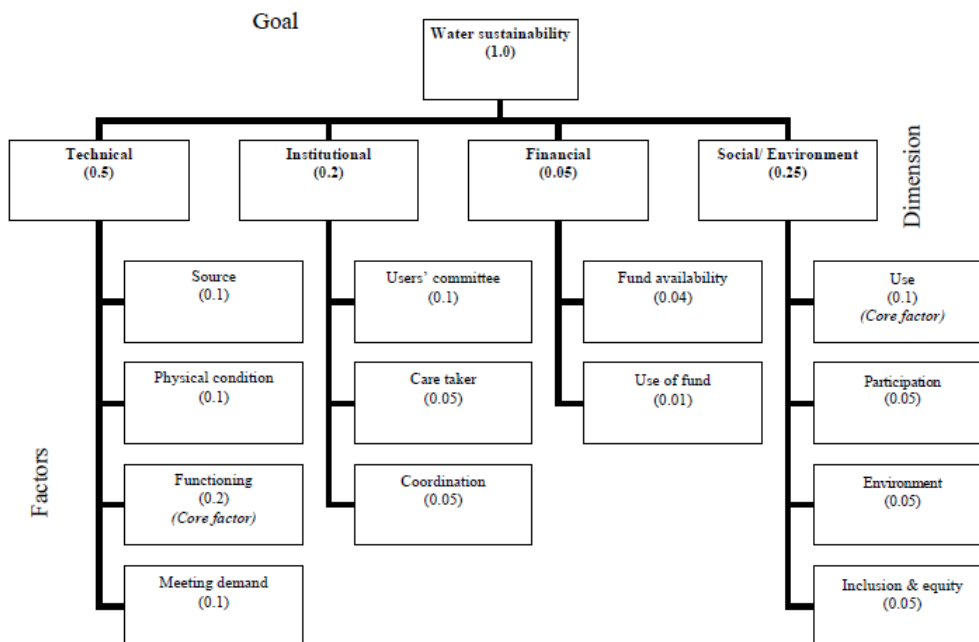 Goal
Water sustainability
(1.0)
Technical
(0.5)
Institutional
(0.2)
Financial
(0.05)
Social/ Environment
(0.25)
Dimension
Source
(0.1)
Users’ committee
(0.1)
Fund availability
(0.04)
Use
(0.1)
(Core factor)
Physical condition
(0.1)
Care taker
(0.05)
Use of fund
(0.01)
Participation
(0.05)
Factors
Functioning
(0.2)
(Core factor)
Coordination
(0.05)
Environment
(0.05)
Meeting demand
(0.1)
Inclusion & equity
(0.05)